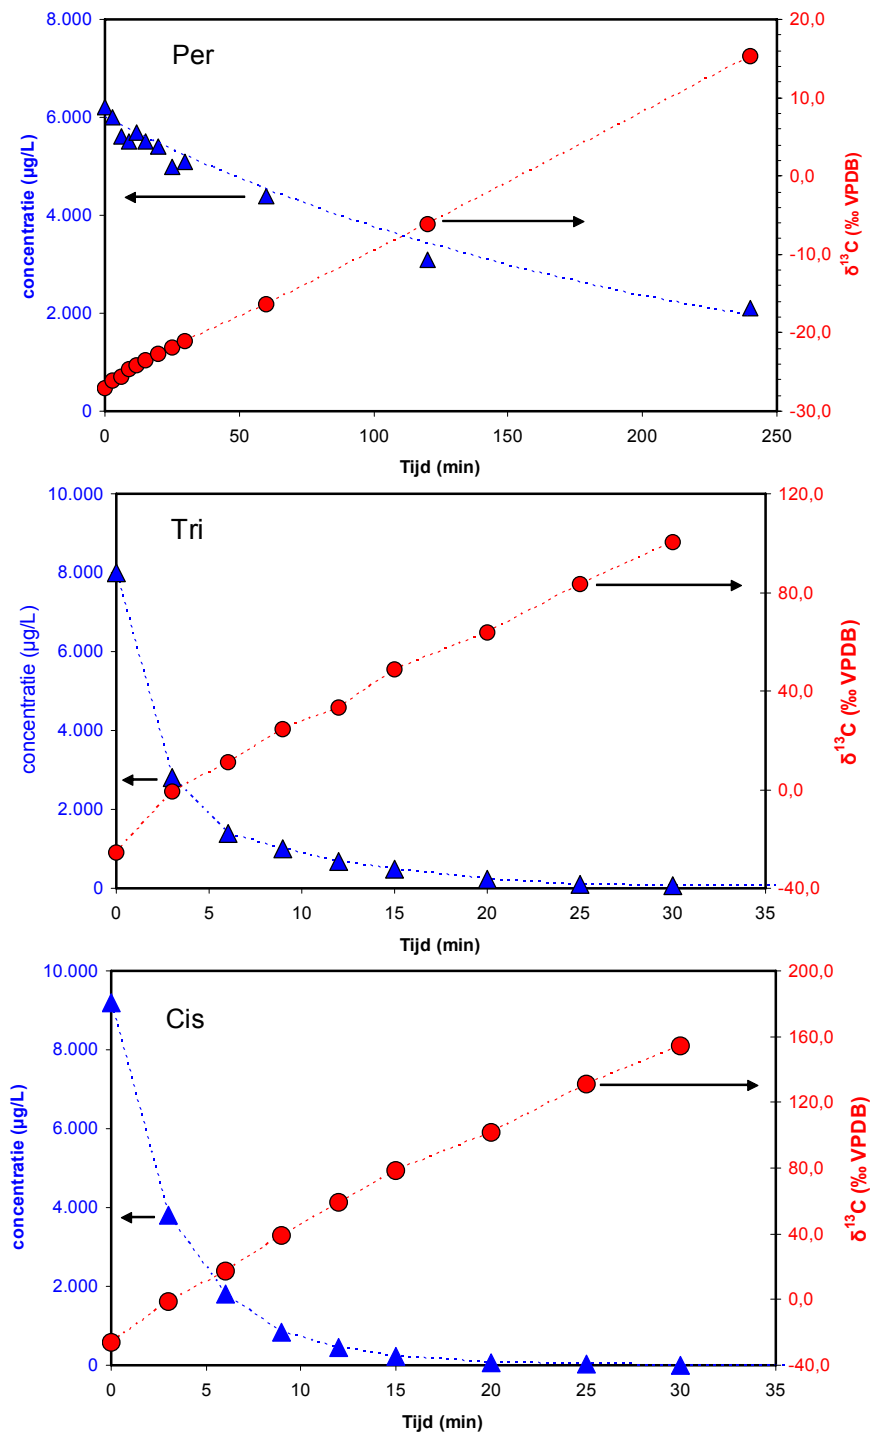 Per
concentratie (µg/L)
8.000
6.000
4.000
2.000
0
20,0
10,0
0,0
-10,0
-20,0
-30,0
δ¹³C (‰ VPDB)
0 50 100 150 200 250
Tijd (min)
Tri
concentratie (µg/L)
10.000
8.000
6.000
4.000
2.000
0
120,0
80,0
40,0
0,0
-40,0
δ¹³C (‰ VPDB)
0 5 10 15 20 25 30 35
Tijd (min)
Cis
concentratie (µg/L)
10.000
8.000
6.000
4.000
2.000
0
200,0
160,0
120,0
80,0
40,0
0,0
-40,0
δ¹³C (‰ VPDB)
0 5 10 15 20 25 30 35
Tijd (min)